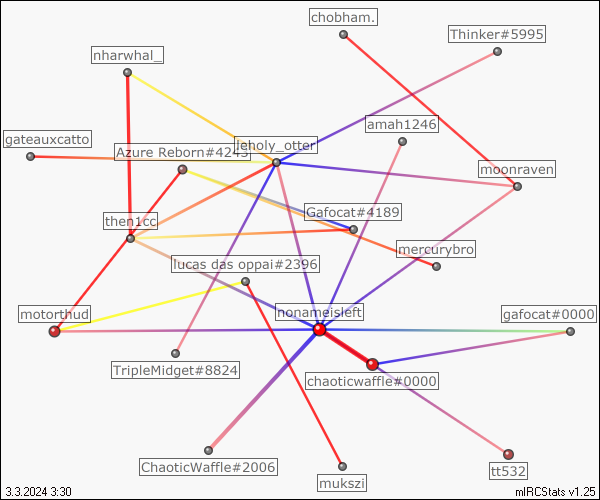 chobham.
Thinker#5995
nharwhal_
amah1246
gateauxcatto
Azure Reborn#4243
leholy_otter
moonraven
Gafocat#4189
then1cc
mercurybro
lucas das oppai#2396
motorthud
nonameisleft
gafocat#0000
TripleMidget#8824
chaoticwaffle#0000
ChaoticWaffle#2006
tt532
mukszi
3.3.2024 3:30
mIRCStats v1.25